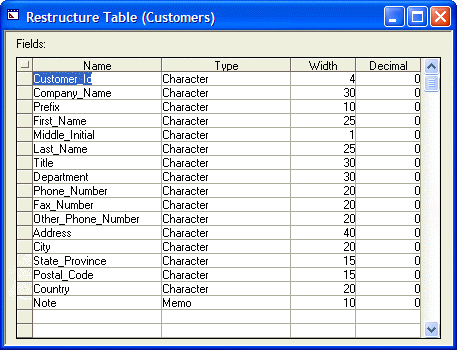 Restructure Table (Customers)
Fields:
Name Type Width Decimal
Customer_Id Character 4 0
Company_Name Character 30 0
Prefix Character 10 0
First_Name Character 25 0
Middle_Initial Character 1 0
Last_Name Character 25 0
Title Character 30 0
Department Character 30 0
Phone_Number Character 20 0
Fax_Number Character 20 0
Other_Phone_Number Character 20 0
Address Character 40 0
City Character 20 0
State_Province Character 15 0
Postal_Code Character 15 0
Country Character 20 0
Note Memo 10 0